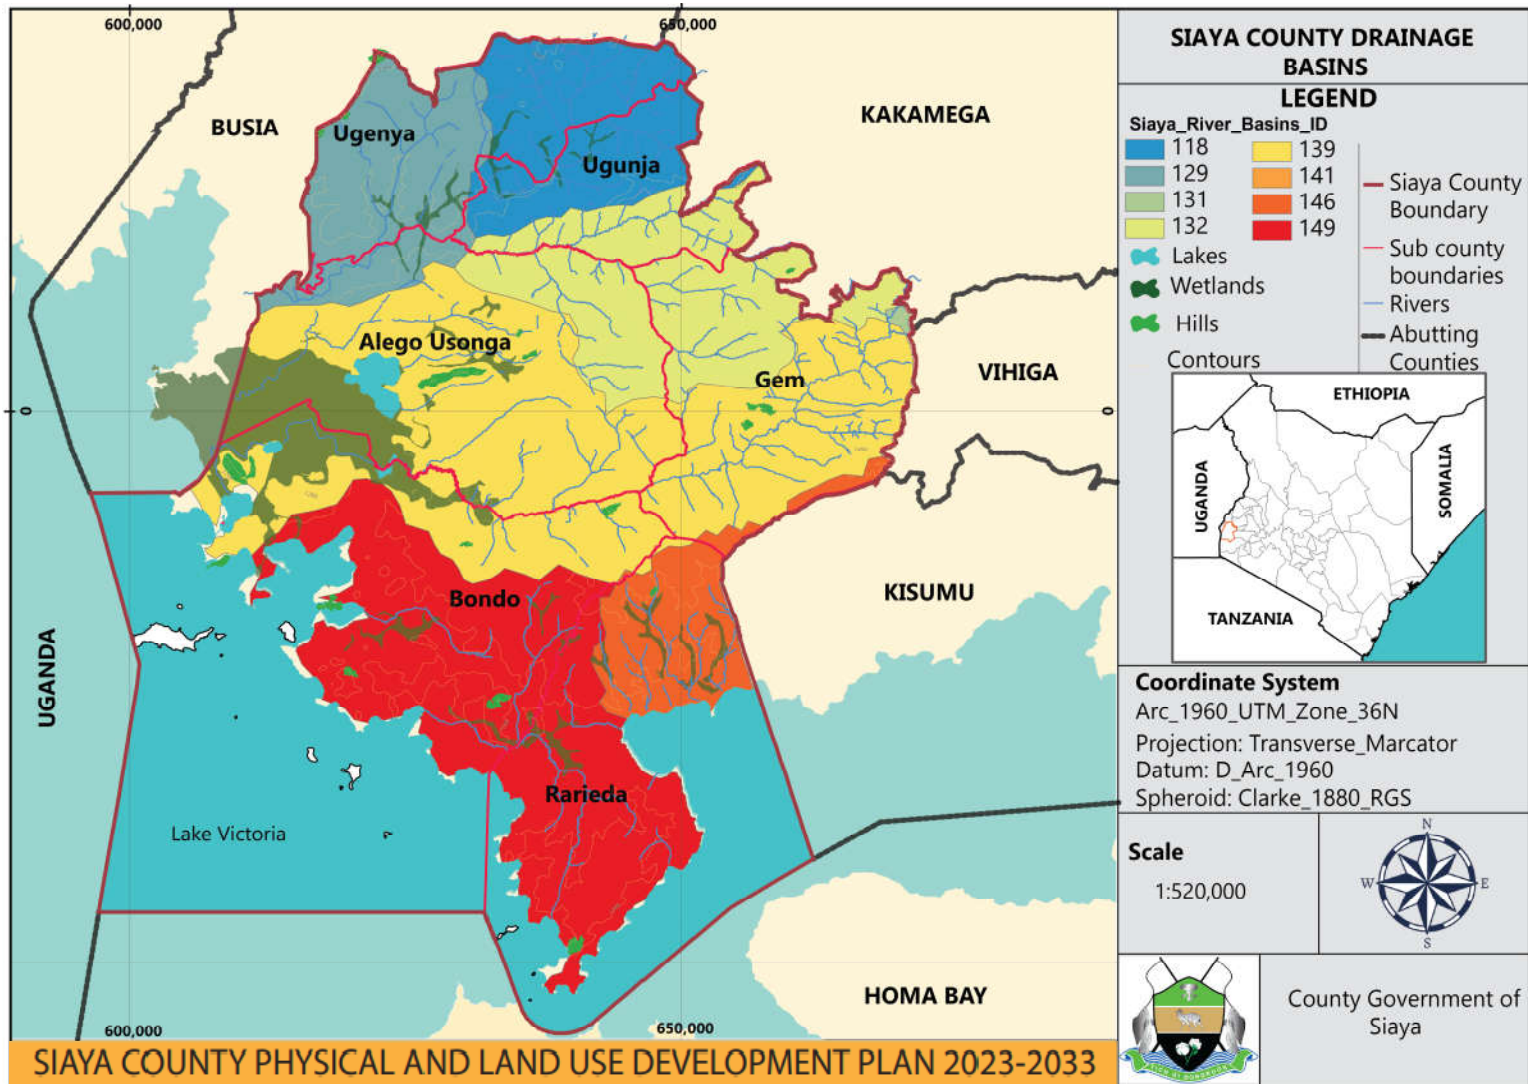 600,000
650,000
BUSIA
KAKAMEGA
Ugenya
Ugunja
Alego Usonga
Gem
VIHIGA
0
0
KISUMU
Bondo
UGANDA
Rarieda
Lake Victoria
HOMA BAY
600,000
650,000
SIAYA COUNTY PHYSICAL AND LAND USE DEVELOPMENT PLAN 2023-2033
SIAYA COUNTY DRAINAGE
BASINS
LEGEND
Siaya_River_Basins_ID
118
129
131
132
139
141
146
149
Lakes
Wetlands
Hills
Contours
Siaya County
Boundary
Sub county
boundaries
Rivers
Abutting
Counties
ETHIOPIA
UGANDA
SOMALIA
TANZANIA
Coordinate System
Arc_1960_UTM_Zone_36N
Projection: Transverse_Marcator
Datum: D_Arc_1960
Spheroid: Clarke_1880_RGS
Scale
1:520,000
N
W
E
S
County Government of
Siaya